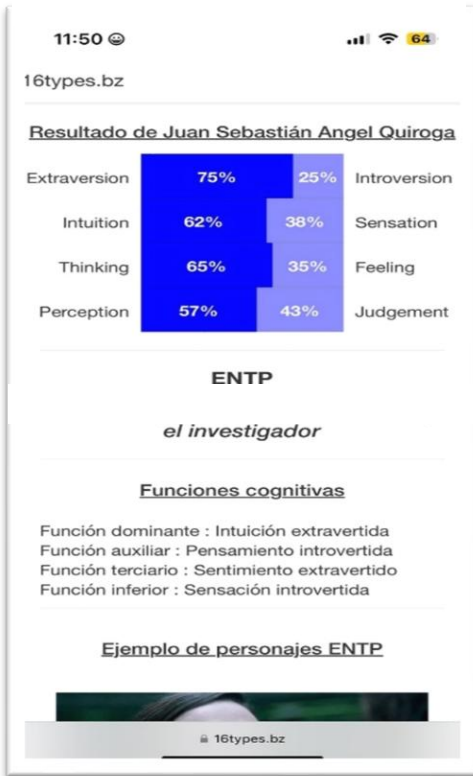 11:50
64
16types.bz
Resultado de Juan Sebastián Angel Quiroga
Extraversion 75% 25% Introversion
Intuition 62% 38% Sensation
Thinking 65% 35% Feeling
Perception 57% 43% Judgement
ENTP
el investigador
Funciones cognitivas
Función dominante : Intuición extravertida
Función auxiliar : Pensamiento introvertida
Función terciario : Sentimiento extravertido
Función inferior : Sensación introvertida
Ejemplo de personajes ENTP
16types.bz